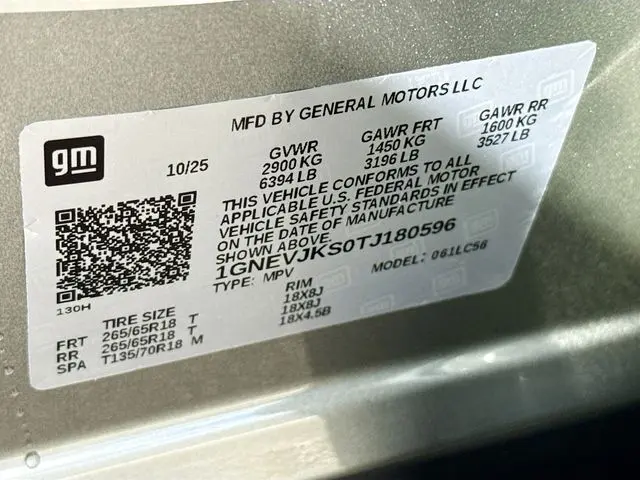 MFD BY GENERAL MOTORS LLC
gm
10/25
GVWR GAWR FRT GAWR RR
2900 KG 1450 KG 1600 KG
6394 LB 3196 LB 3527 LB
THIS VEHICLE CONFORMS TO ALL
APPLICABLE U.S. FEDERAL MOTOR
VEHICLE SAFETY STANDARDS IN EFFECT
ON THE DATE OF MANUFACTURE
SHOWN ABOVE.
1GNEVJKS0TJ180596
TYPE: MPV MODEL: 061LC56
130H
TIRE SIZE RIM
FRT 265/65R18 T 18X8J
RR 265/65R18 T 18X8J
SPA T135/70R18 M 18X4.5B